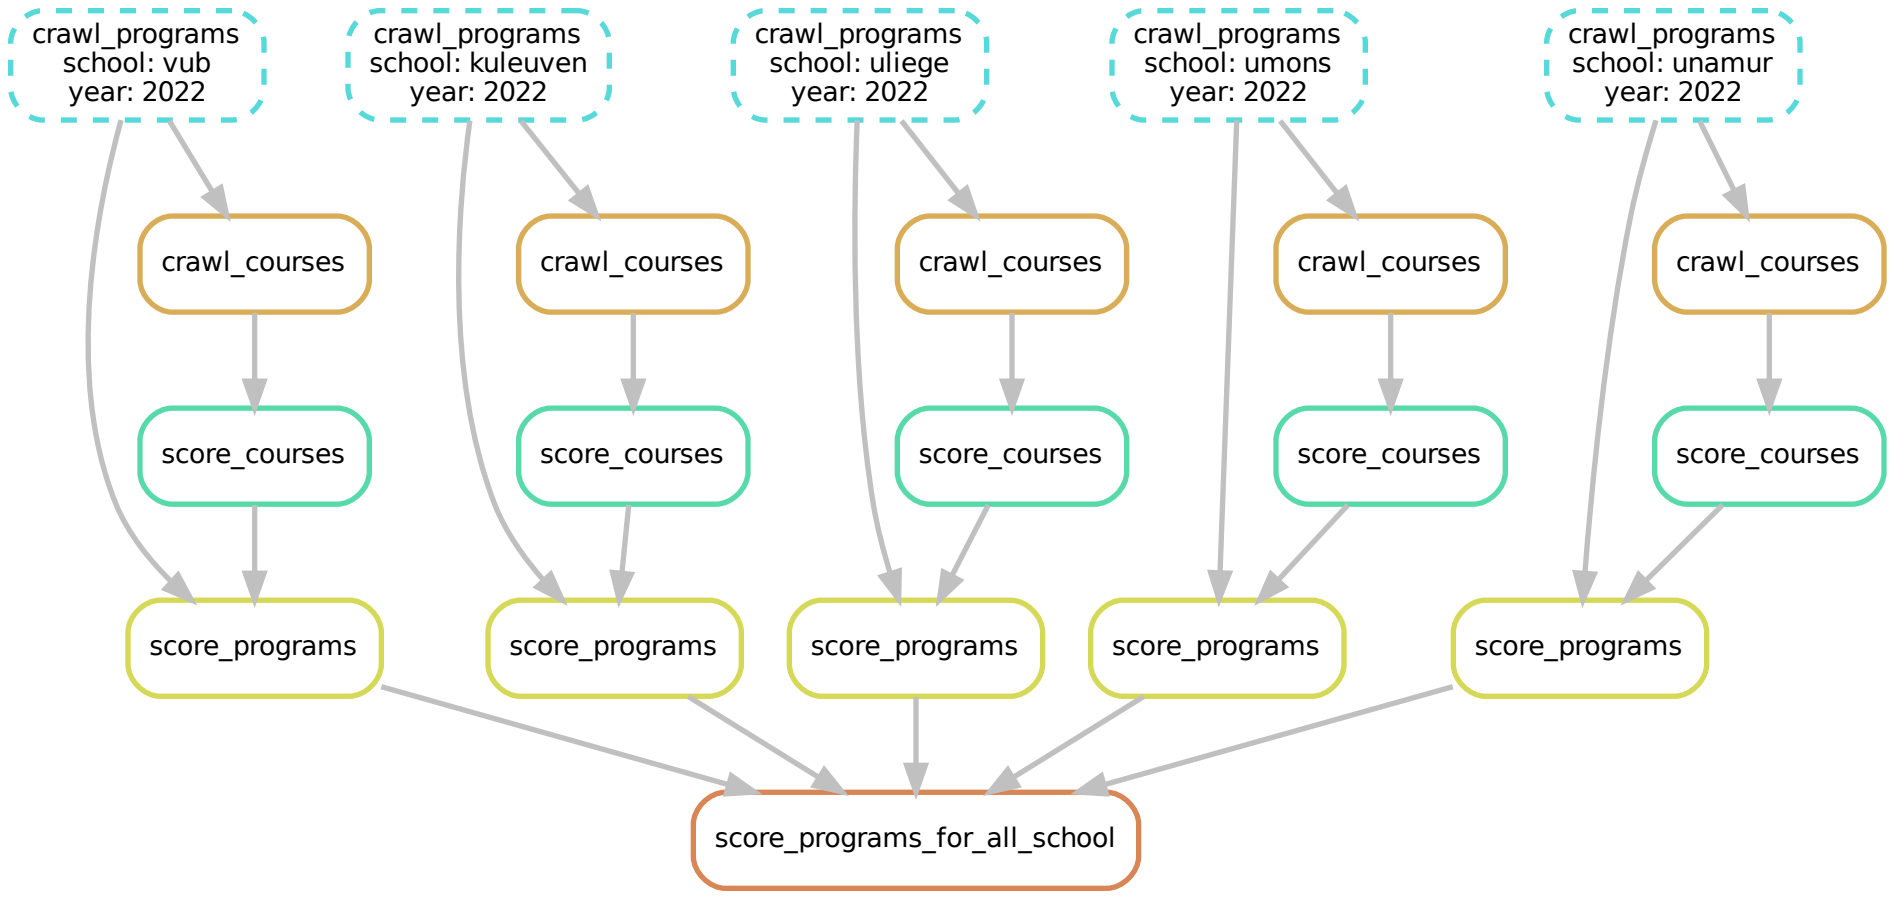 crawl_programs
school: vub
year: 2022
crawl_programs
school: kuleuven
year: 2022
crawl_programs
school: uliege
year: 2022
crawl_programs
school: umons
year: 2022
crawl_programs
school: unamur
year: 2022
crawl_courses
crawl_courses
crawl_courses
crawl_courses
crawl_courses
score_courses
score_courses
score_courses
score_courses
score_courses
score_programs
score_programs
score_programs
score_programs
score_programs
score_programs_for_all_school